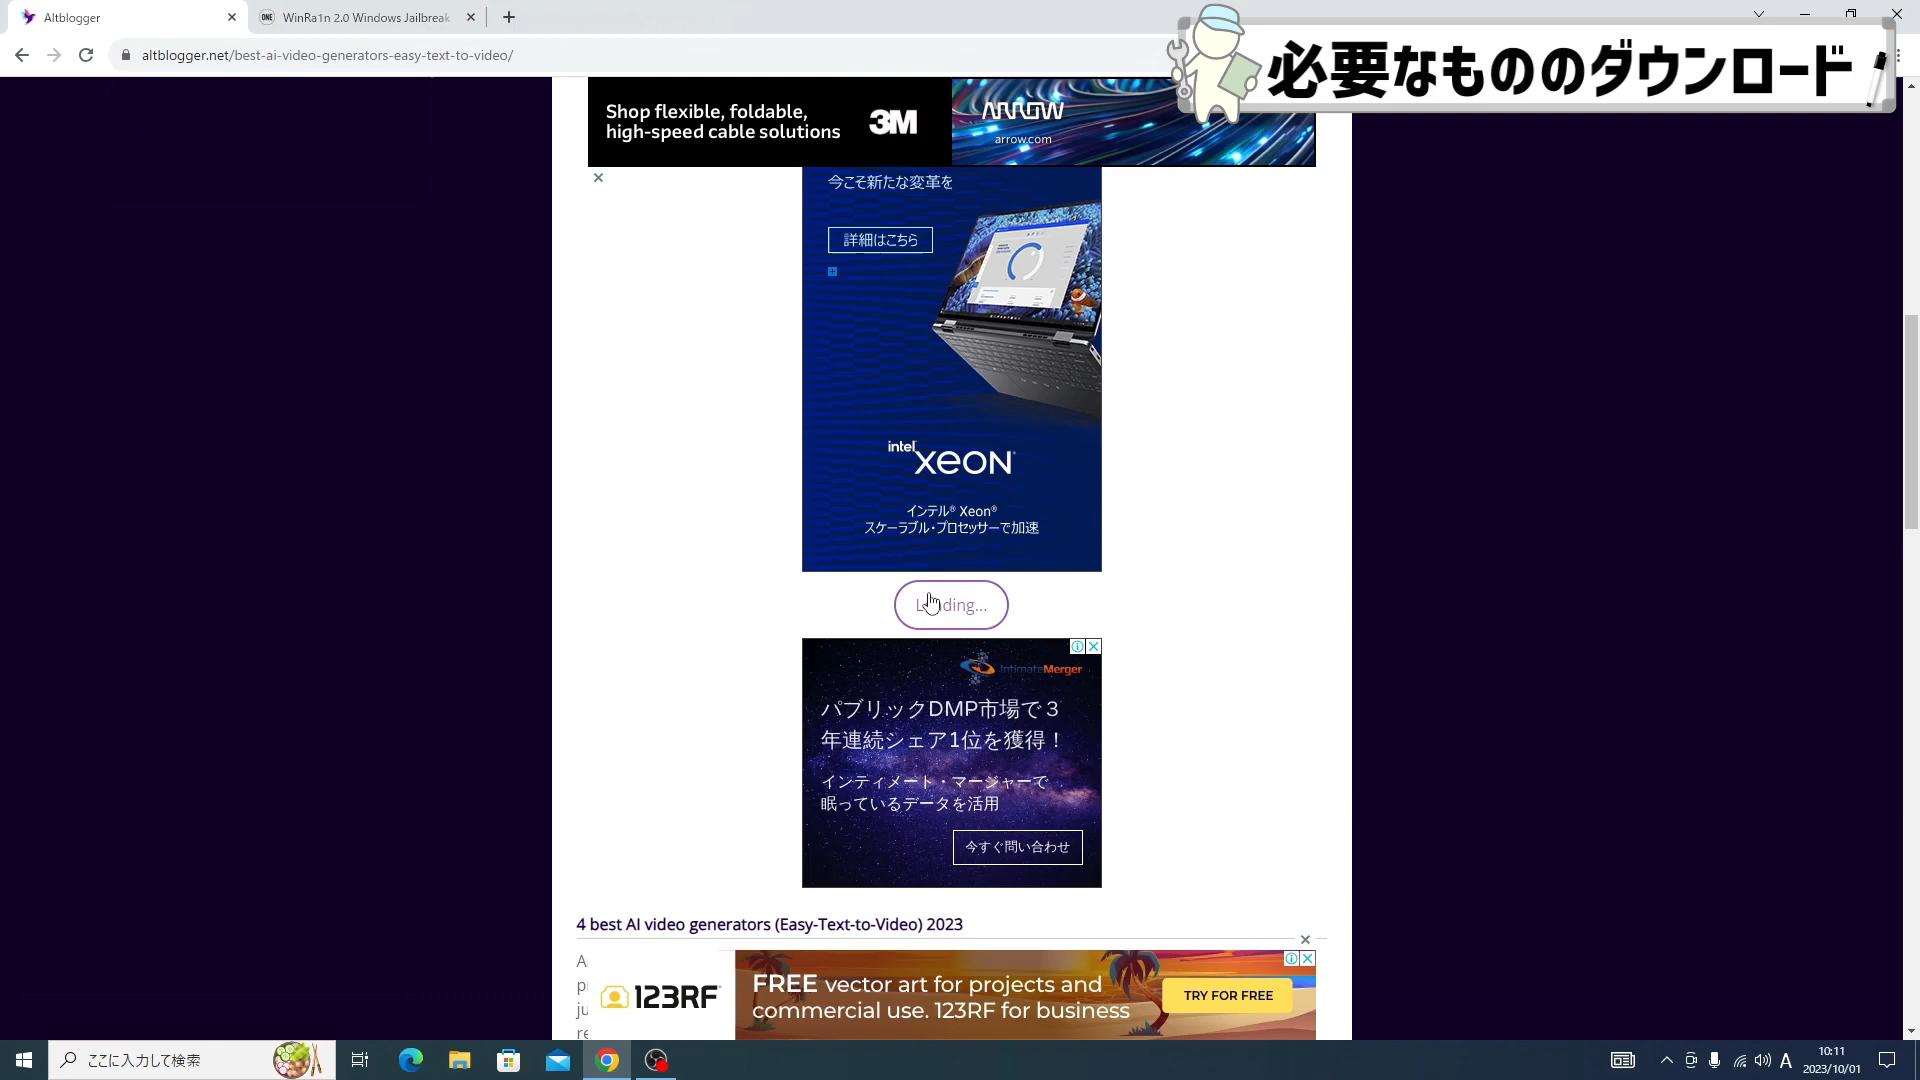 Altblogger
WinRa1n 2.0 Windows Jailbreak
必要なもののダウンロード
altblogger.net/best-ai-video-generators-easy-text-to-video/
Shop flexible, foldable,
high-speed cable solutions
3M
ARROW
arrow.com
今こそ新たな変革を
詳細はこちら
intel
xeon
インテル® Xeon®
スケーラブル・プロセッサーで加速
Intimate Merger
パブリックDMP市場で3
年連続シェア1位を獲得！
インティメート・マージャーで
眠っているデータを活用
今すぐ問い合わせ
4 best AI video generators (Easy-Text-to-Video) 2023
123RF
FREE vector art for projects and
commercial use. 123RF for business
TRY FOR FREE
ここに入力して検索
A
10:11
2023/10/01